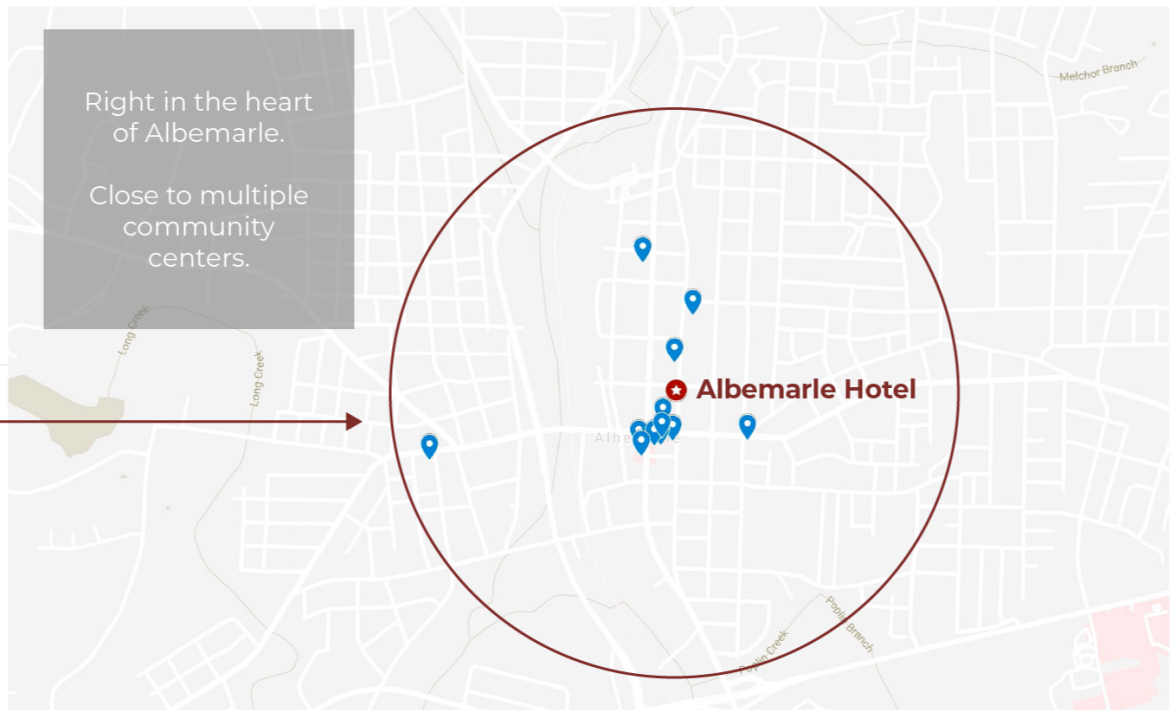 Right in the heart
of Albemarle.
Close to multiple
community
centers.
Melchor Branch
Long Creek
Long Creek
Albemarle Hotel
Poplin Creek
Poplin Branch